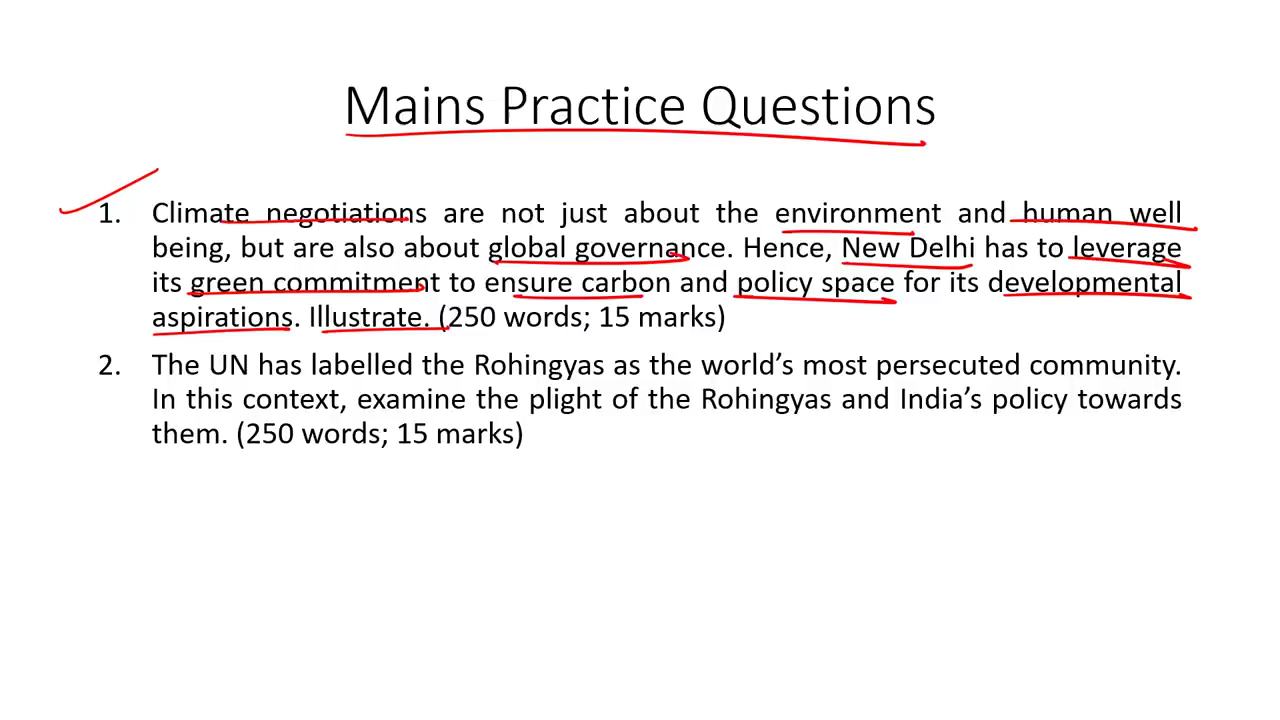 Mains Practice Questions
1. Climate negotiations are not just about the environment and human well
being, but are also about global governance. Hence, New Delhi has to leverage
its green commitment to ensure carbon and policy space for its developmental
aspirations. Illustrate. (250 words; 15 marks)
2. The UN has labelled the Rohingyas as the world’s most persecuted community.
In this context, examine the plight of the Rohingyas and India’s policy towards
them. (250 words; 15 marks)